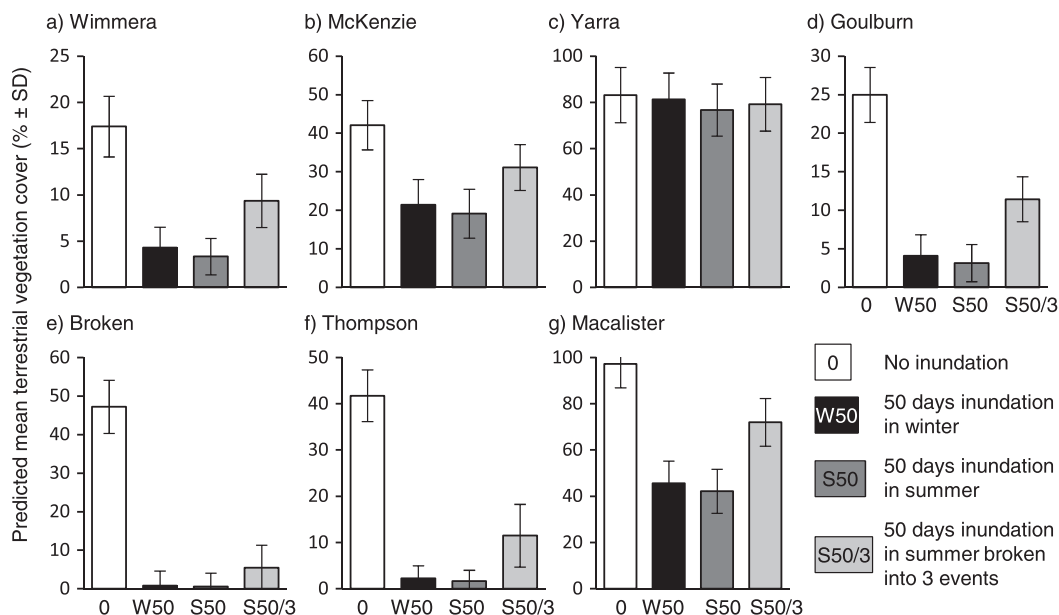 a) Wimmera
b) McKenzie
c) Yarra
d) Goulburn
Predicted mean terrestrial vegetation cover (% ± SD)
25
20
15
10
5
0
60
50
40
30
20
10
0
100
80
60
40
20
0
30
25
20
15
10
5
0
0 W50 S50 S50/3
e) Broken
f) Thompson
g) Macalister
60
50
40
30
20
10
0
0 W50 S50 S50/3
50
40
30
20
10
0
0 W50 S50 S50/3
100
80
60
40
20
0
0 W50 S50 S50/3
0 No inundation
W50 50 days inundation
in winter
S50 50 days inundation
in summer
50 days inundation
S50/3 in summer broken
into 3 events